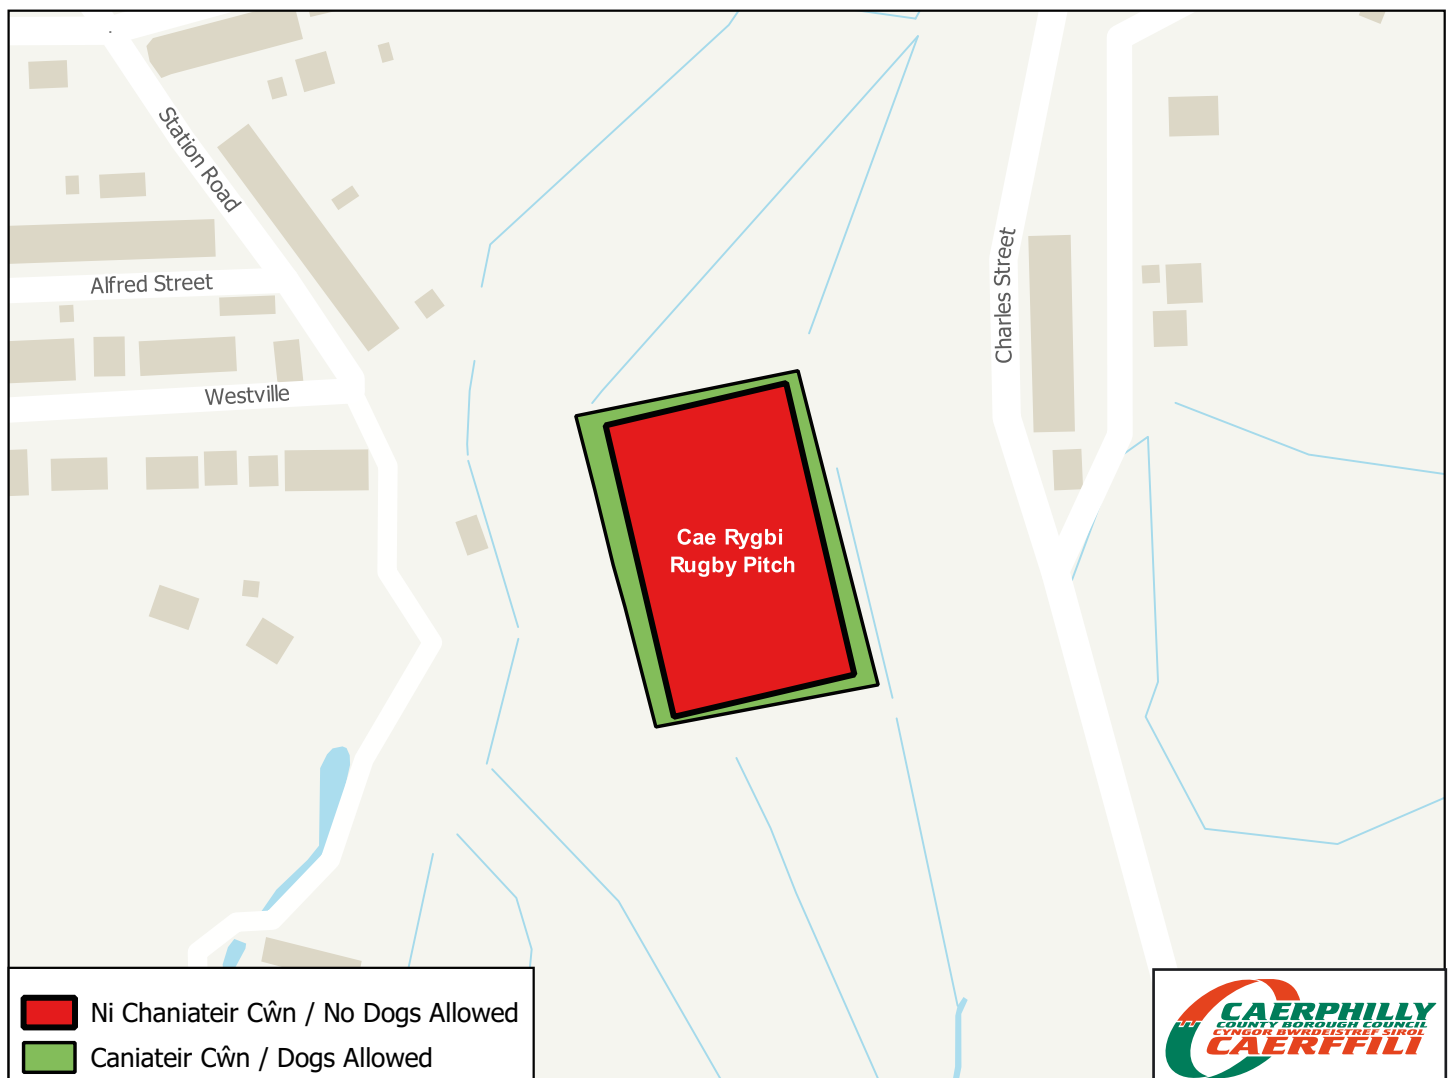 Station Road
Alfred Street
Westville
Charles Street
Cae Rygbi
Rugby Pitch
Ni Chaniateir Cŵn / No Dogs Allowed
Caniateir Cŵn / Dogs Allowed
CAERPHILLY
COUNTY BOROUGH COUNCIL
CYNGOR BWRDEISTREF SIROL
CAERFFILI